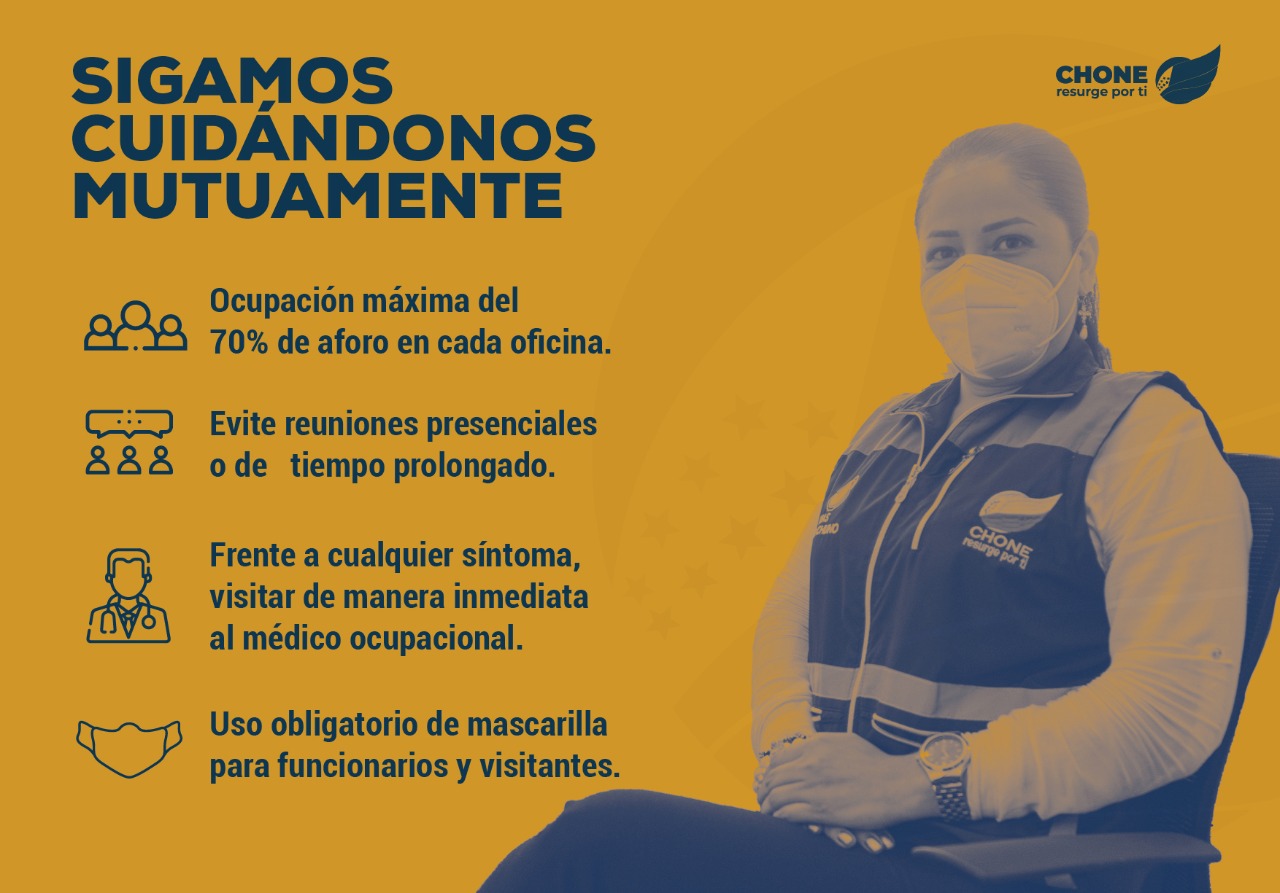 SIGAMOS
CUIDÁNDONOS
MUTUAMENTE
CHONE
resurge por ti
Ocupación máxima del
70% de aforo en cada oficina.
Evite reuniones presenciales
o de   tiempo prolongado.
Frente a cualquier síntoma,
visitar de manera inmediata
al médico ocupacional.
Uso obligatorio de mascarilla
para funcionarios y visitantes.
CHONE
resurge por ti